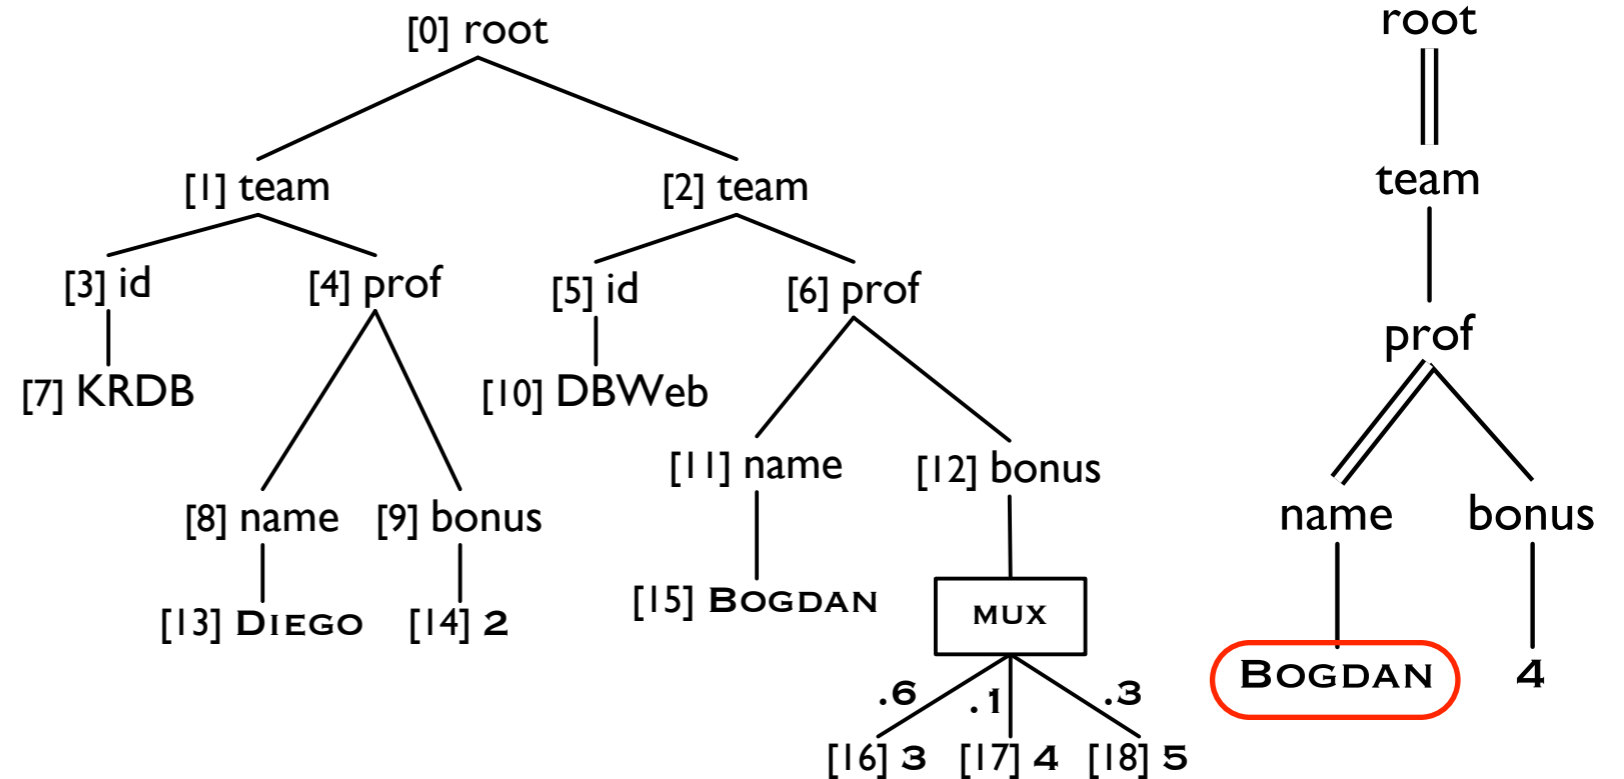 root
[0] root
[1] team
[2] team
team
[3] id
[4] prof
[5] id
[6] prof
prof
[7] KRDB
[10] DBWeb
[11] name
[12] bonus
[8] name
[9] bonus
name
bonus
[13] DIEGO
[14] 2
[15] BOGDAN
MUX
BOGDAN
4
.6
.1
.3
[16] 3
[17] 4
[18] 5